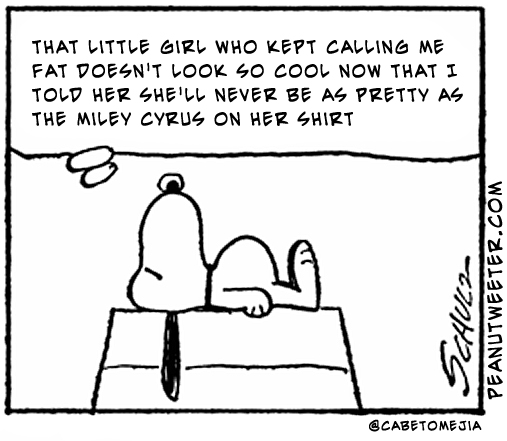 THAT LITTLE GIRL WHO KEPT CALLING ME
FAT DOESN'T LOOK SO COOL NOW THAT I
TOLD HER SHE'LL NEVER BE AS PRETTY AS
THE MILEY CYRUS ON HER SHIRT
SCHULZ
PEANUTWEETER.COM
@CABETOMEJIA